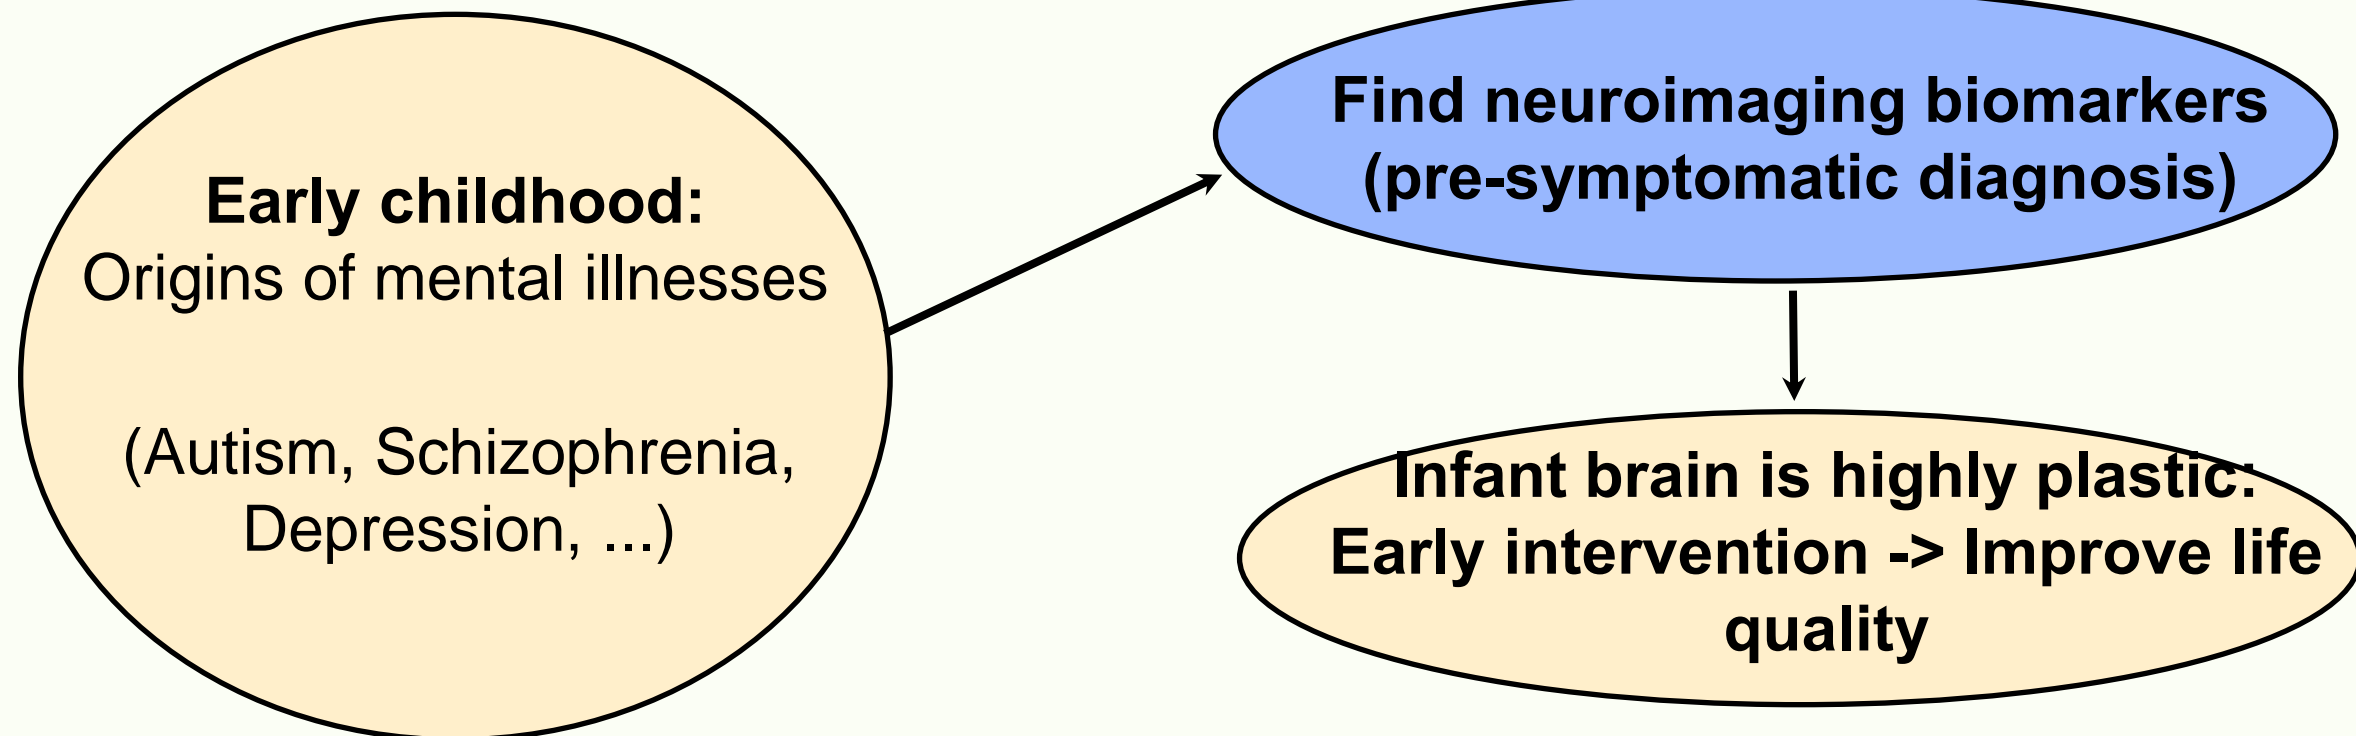 Early childhood:
Origins of mental illnesses
(Autism, Schizophrenia,
Depression, ...)
Find neuroimaging biomarkers
(pre-symptomatic diagnosis)
Infant brain is highly plastic:
Early intervention -> Improve life
quality